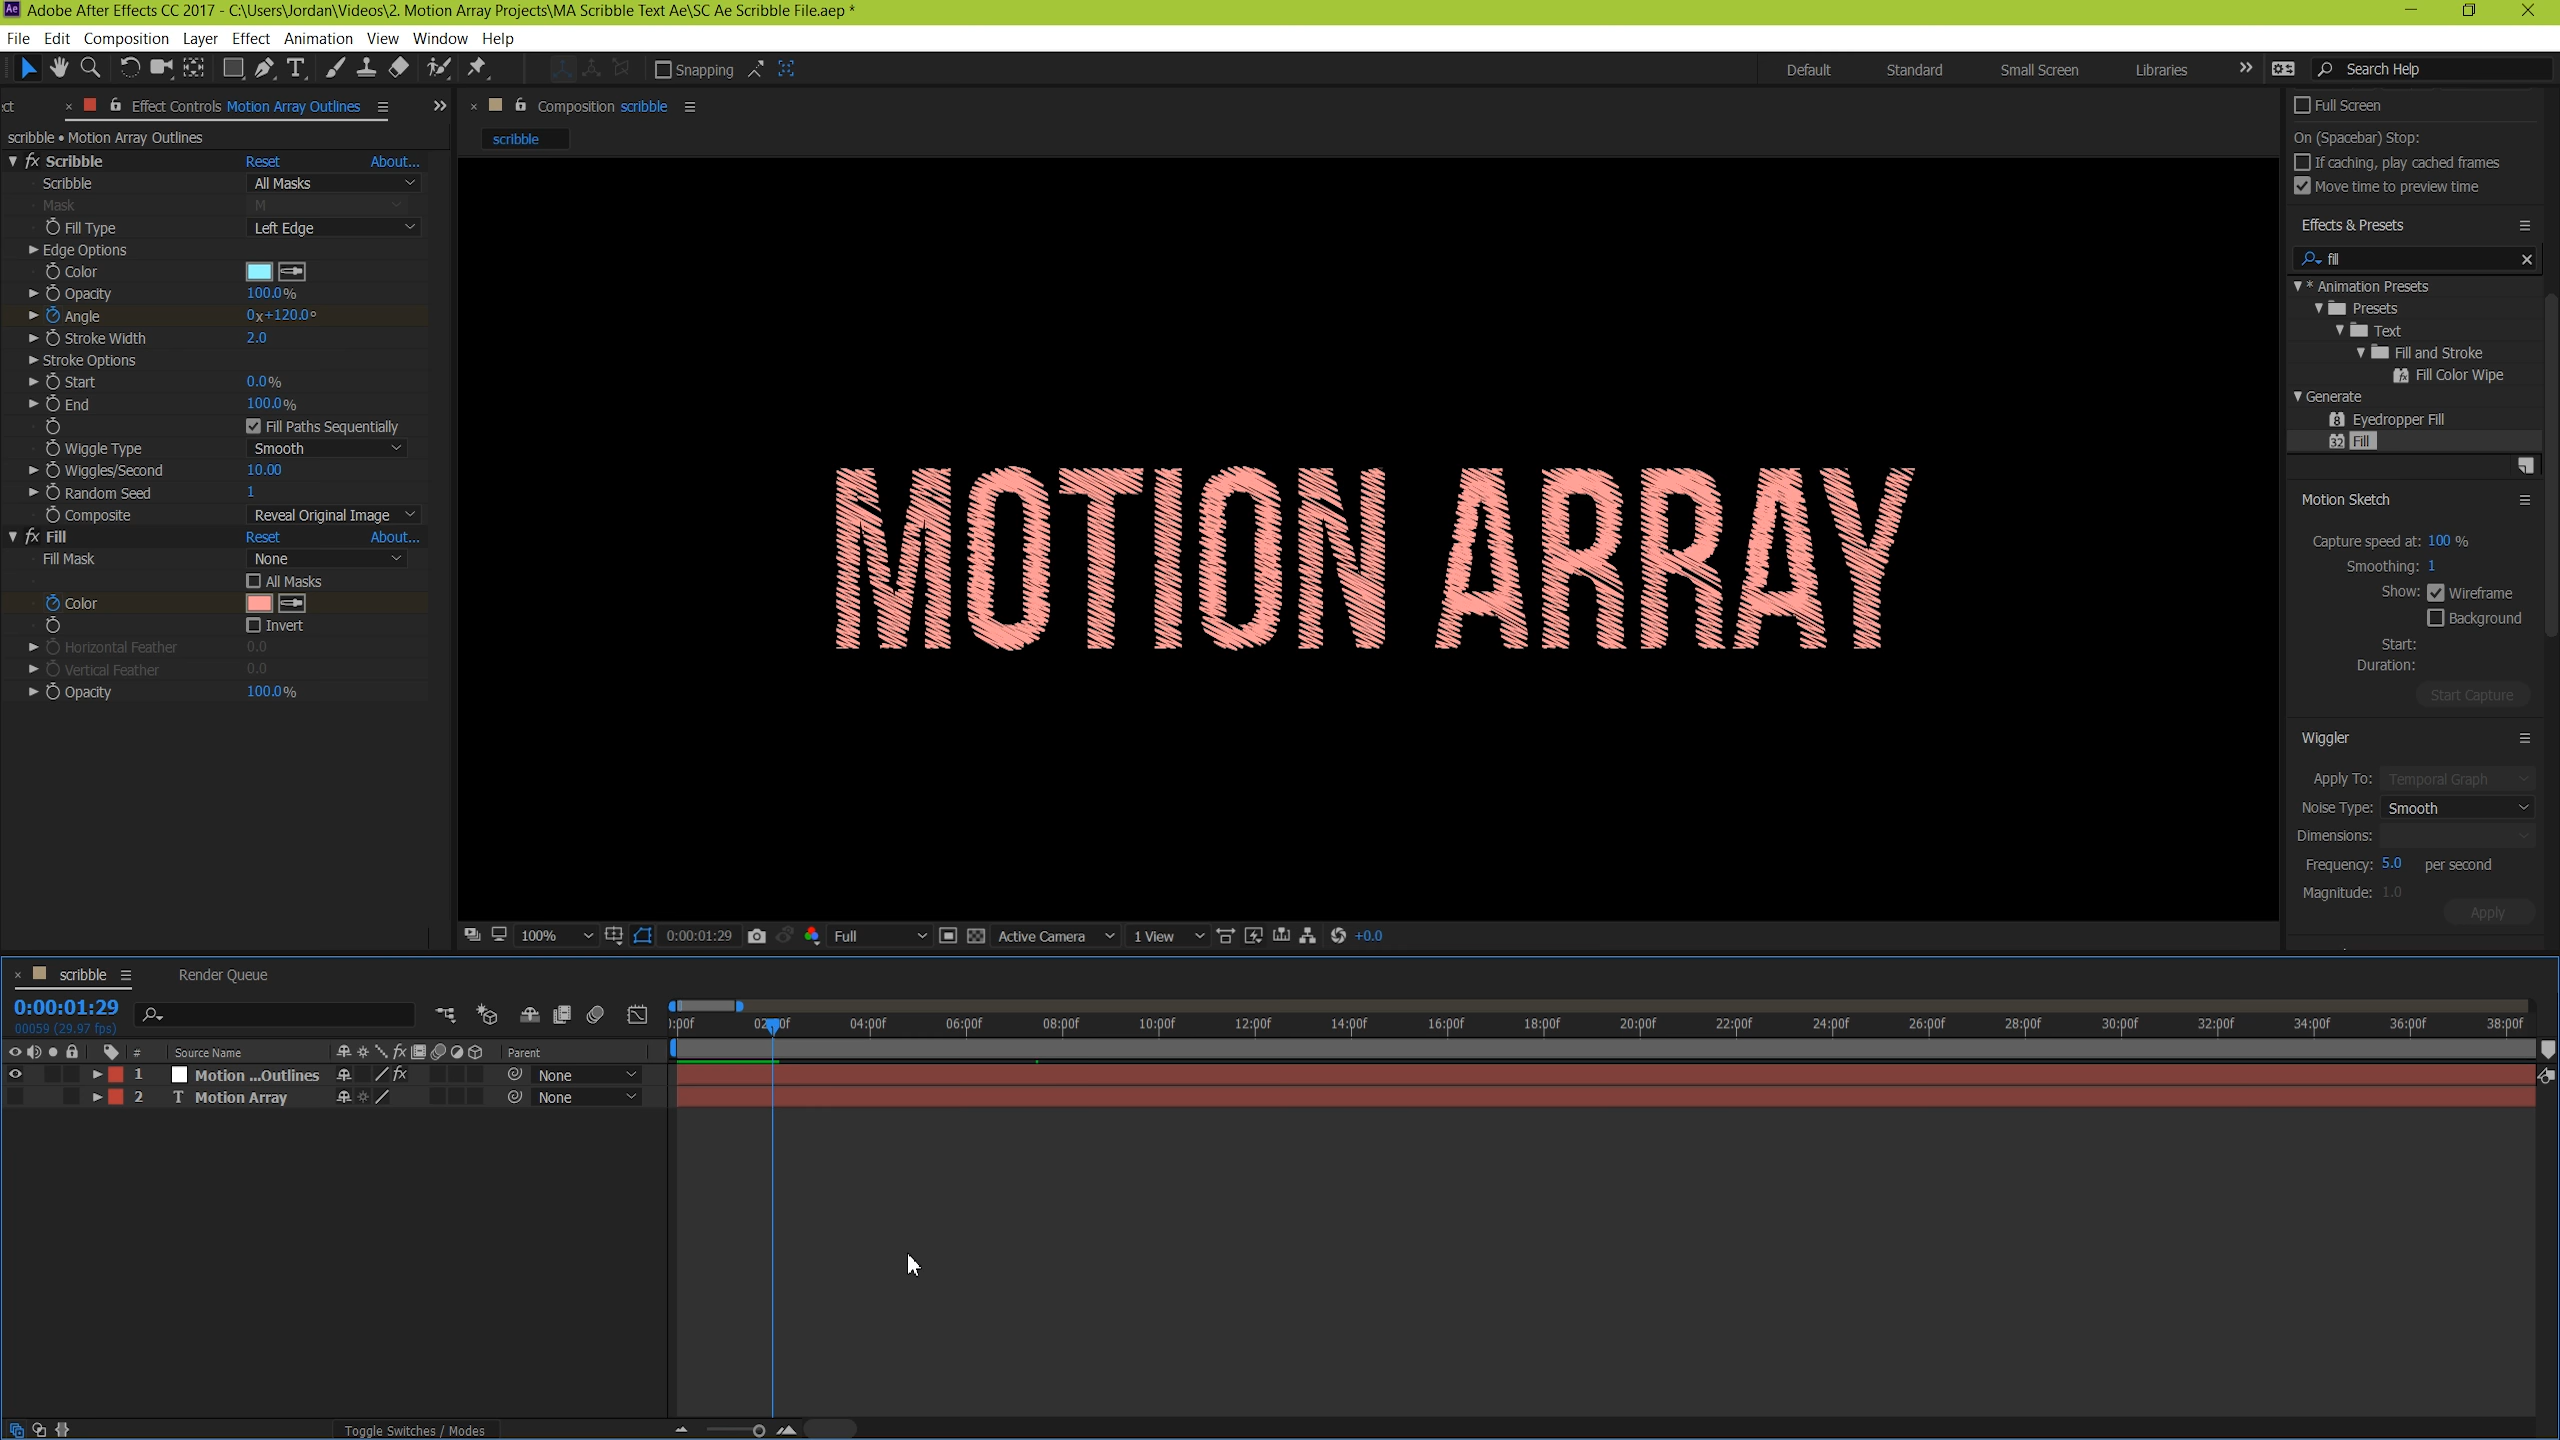 Adobe After Effects CC 2017 - C:\Users\Jordan\Videos\2. Motion Array Projects\MA Scribble Text Ae\SC Ae Scribble File.aep *
File Edit Composition Layer Effect Animation View Window Help
Snapping Default Standard Small Screen Libraries Search Help
ect Effect Controls Motion Array Outlines
scribble • Motion Array Outlines
Scribble Reset About...
Scribble All Masks
Mask M
Fill Type Left Edge
Edge Options
Color
Opacity 100.0%
Angle 0x+120.0°
Stroke Width 2.0
Stroke Options
Start 0.0%
End 100.0%
Fill Paths Sequentially
Wiggle Type Smooth
Wiggles/Second 10.00
Random Seed 1
Composite Reveal Original Image
Fill Reset About...
Fill Mask None
All Masks
Color
Invert
Horizontal Feather 0.0
Vertical Feather 0.0
Opacity 100.0%
Composition scribble
scribble
MOTION ARRAY
100% 0:00:01:29 Full Active Camera 1 View +0.0
Full Screen
On (Spacebar) Stop:
If caching, play cached frames
Move time to preview time
Effects & Presets
fill
* Animation Presets
Presets
Text
Fill and Stroke
Fill Color Wipe
Generate
Eyedropper Fill
Fill
Motion Sketch
Capture speed at: 100 %
Smoothing: 1
Show: Wireframe
Background
Start:
Duration:
Start Capture
Wiggler
Apply To: Temporal Graph
Noise Type: Smooth
Dimensions:
Frequency: 5.0 per second
Magnitude: 1.0
Apply
scribble Render Queue
0:00:01:29
00059 (29.97 fps)
):00f 02:00f 04:00f 06:00f 08:00f 10:00f 12:00f 14:00f 16:00f 18:00f 20:00f 22:00f 24:00f 26:00f 28:00f 30:00f 32:00f 34:00f 36:00f 38:00f
# Source Name Parent
1 Motion ...Outlines None
2 Motion Array None
Toggle Switches / Modes